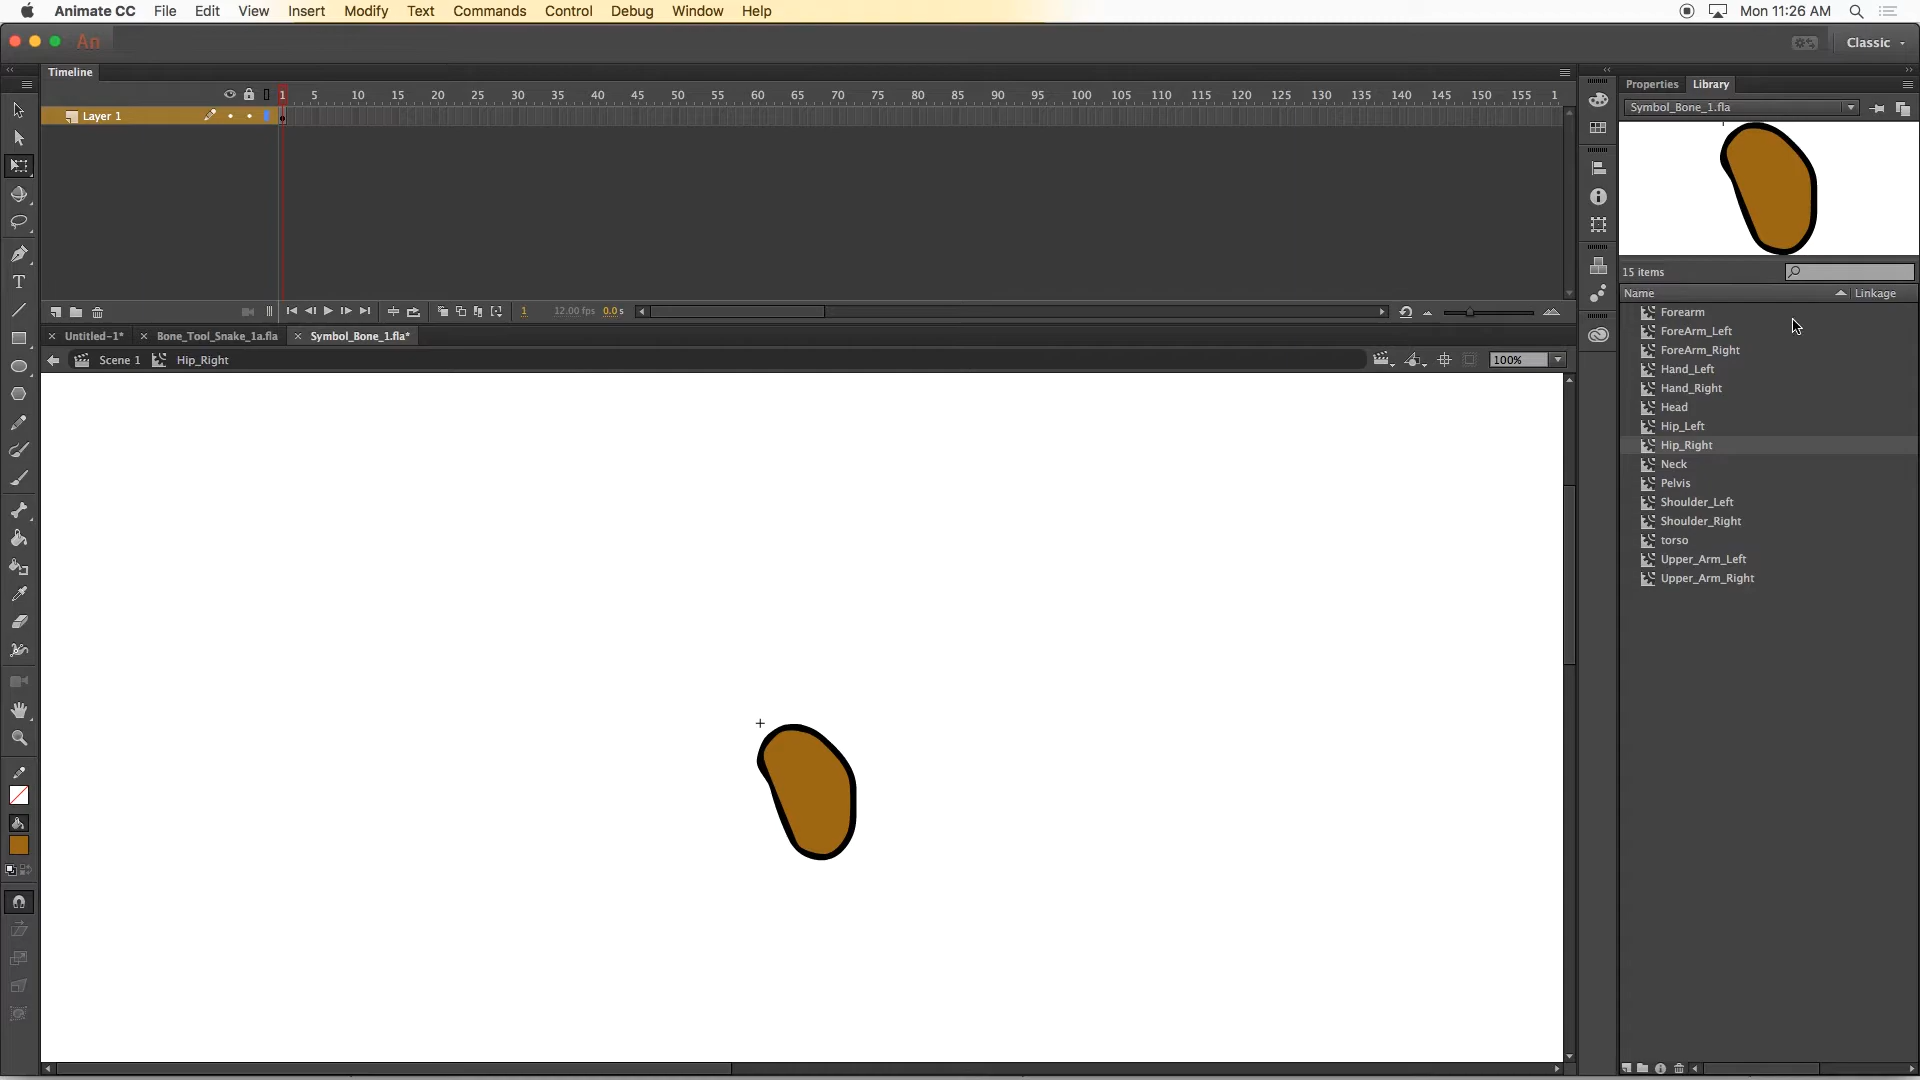 Animate CC File Edit View Insert Modify Text Commands Control Debug Window Help Mon 11:26 AM
An Classic
Timeline Properties Library
1 5 10 15 20 25 30 35 40 45 50 55 60 65 70 75 80 85 90 95 100 105 110 115 120 125 130 135 140 145 150 155 1
Symbol_Bone_1.fla
Layer 1
15 items
Name Linkage
1 12.00 fps 0.0 s
Untitled-1* Bone_Tool_Snake_1a.fla Symbol_Bone_1.fla*
Scene 1 Hip_Right 100%
Forearm
ForeArm_Left
ForeArm_Right
Hand_Left
Hand_Right
Head
Hip_Left
Hip_Right
Neck
Pelvis
Shoulder_Left
Shoulder_Right
torso
Upper_Arm_Left
Upper_Arm_Right
T